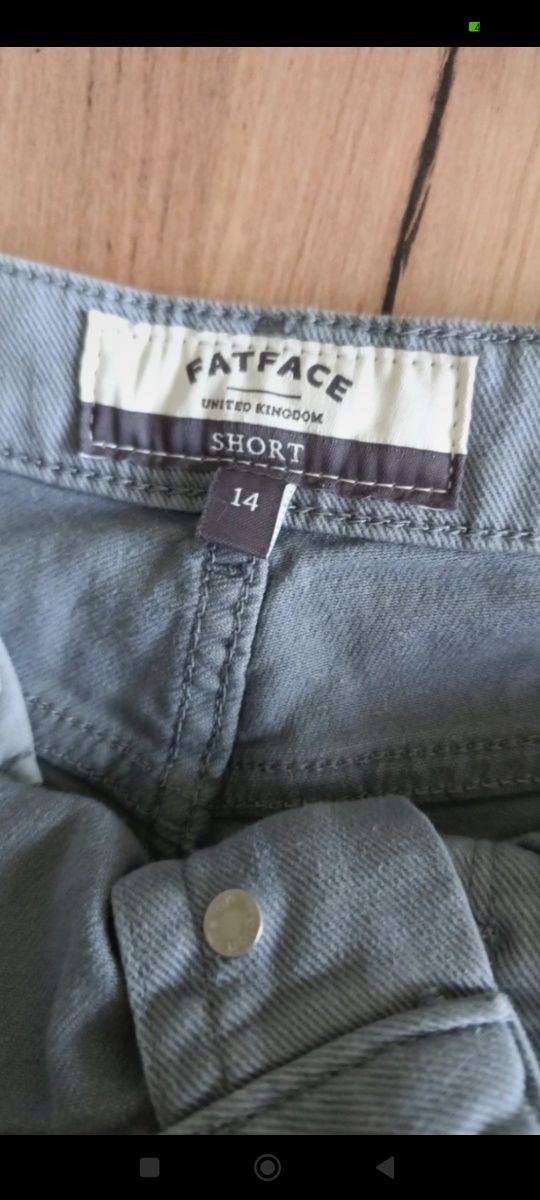 FATFACE
UNITED KINGDOM
SHORT
14